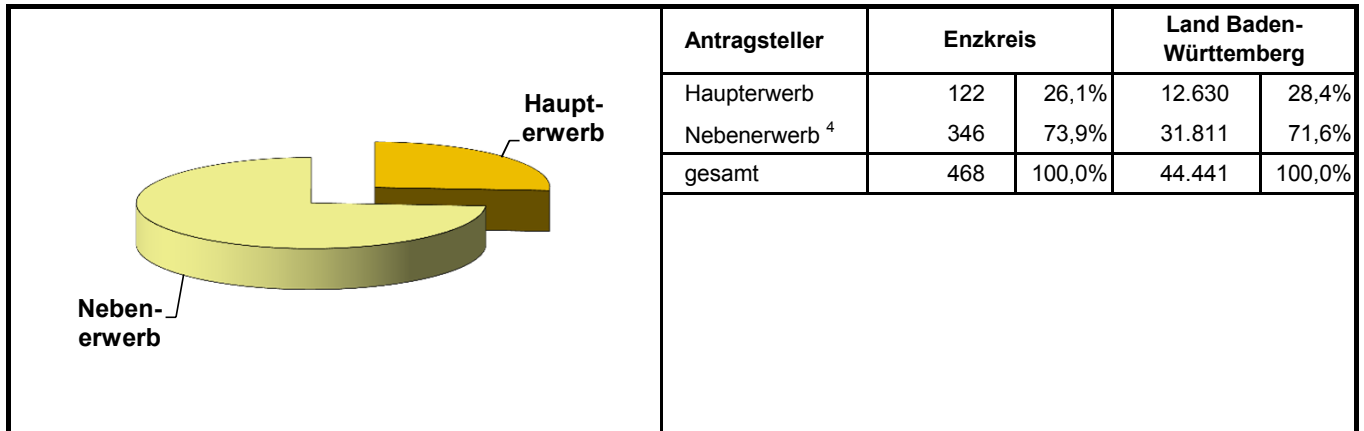 Haupt-
erwerb
Neben-
erwerb
Antragsteller Enzkreis Land Baden-
Württemberg
Haupterwerb 122 26,1% 12.630 28,4%
Nebenerwerb 4 346 73,9% 31.811 71,6%
gesamt 468 100,0% 44.441 100,0%